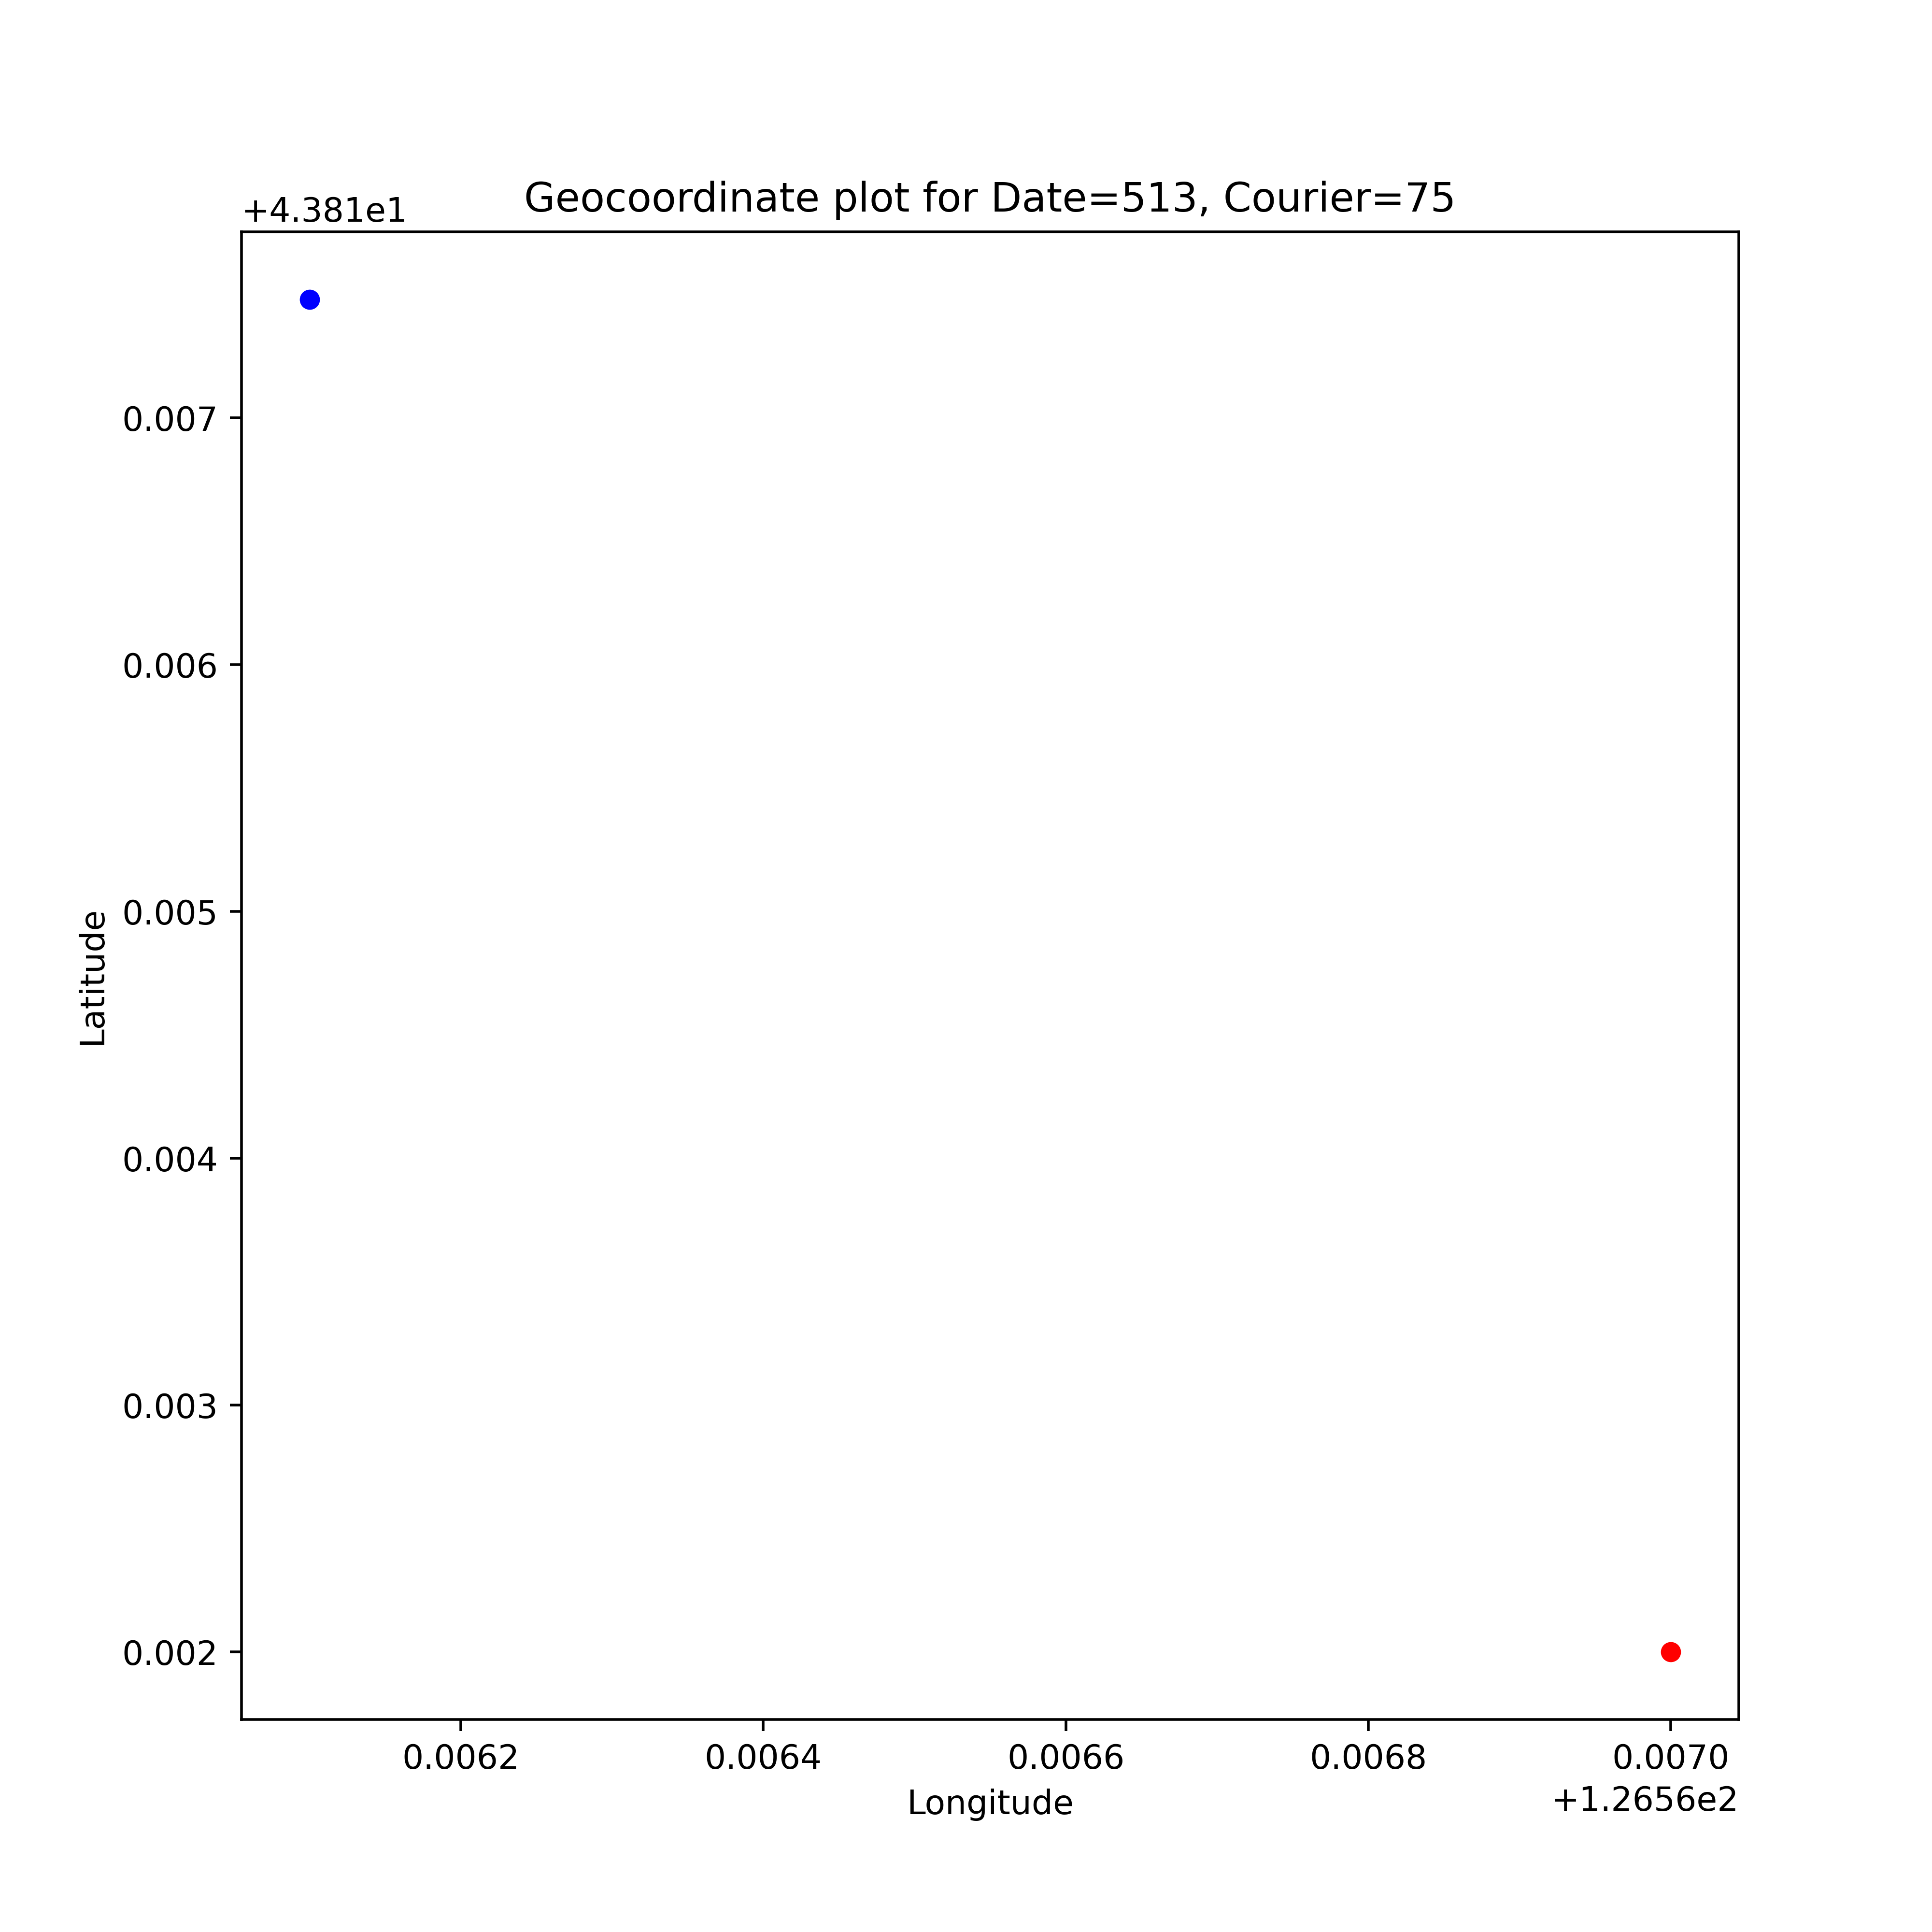 Geocoordinate plot for Date=513, Courier=75
+4.381e1
0.007
0.006
0.005
0.004
0.003
0.002
Latitude
0.0062 0.0064 0.0066 0.0068 0.0070
Longitude
+1.2656e2